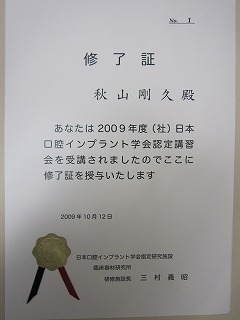 No. 1
修了証
秋山剛久殿
あなたは2009年度(社)日本
口腔インプラント学会認定講習
会を受講されましたのでここに
修了証を授与いたします
2009年10月12日
日本口腔インプラント学会指定研究施設
臨床器材研究所
研修施設長 三村義昭